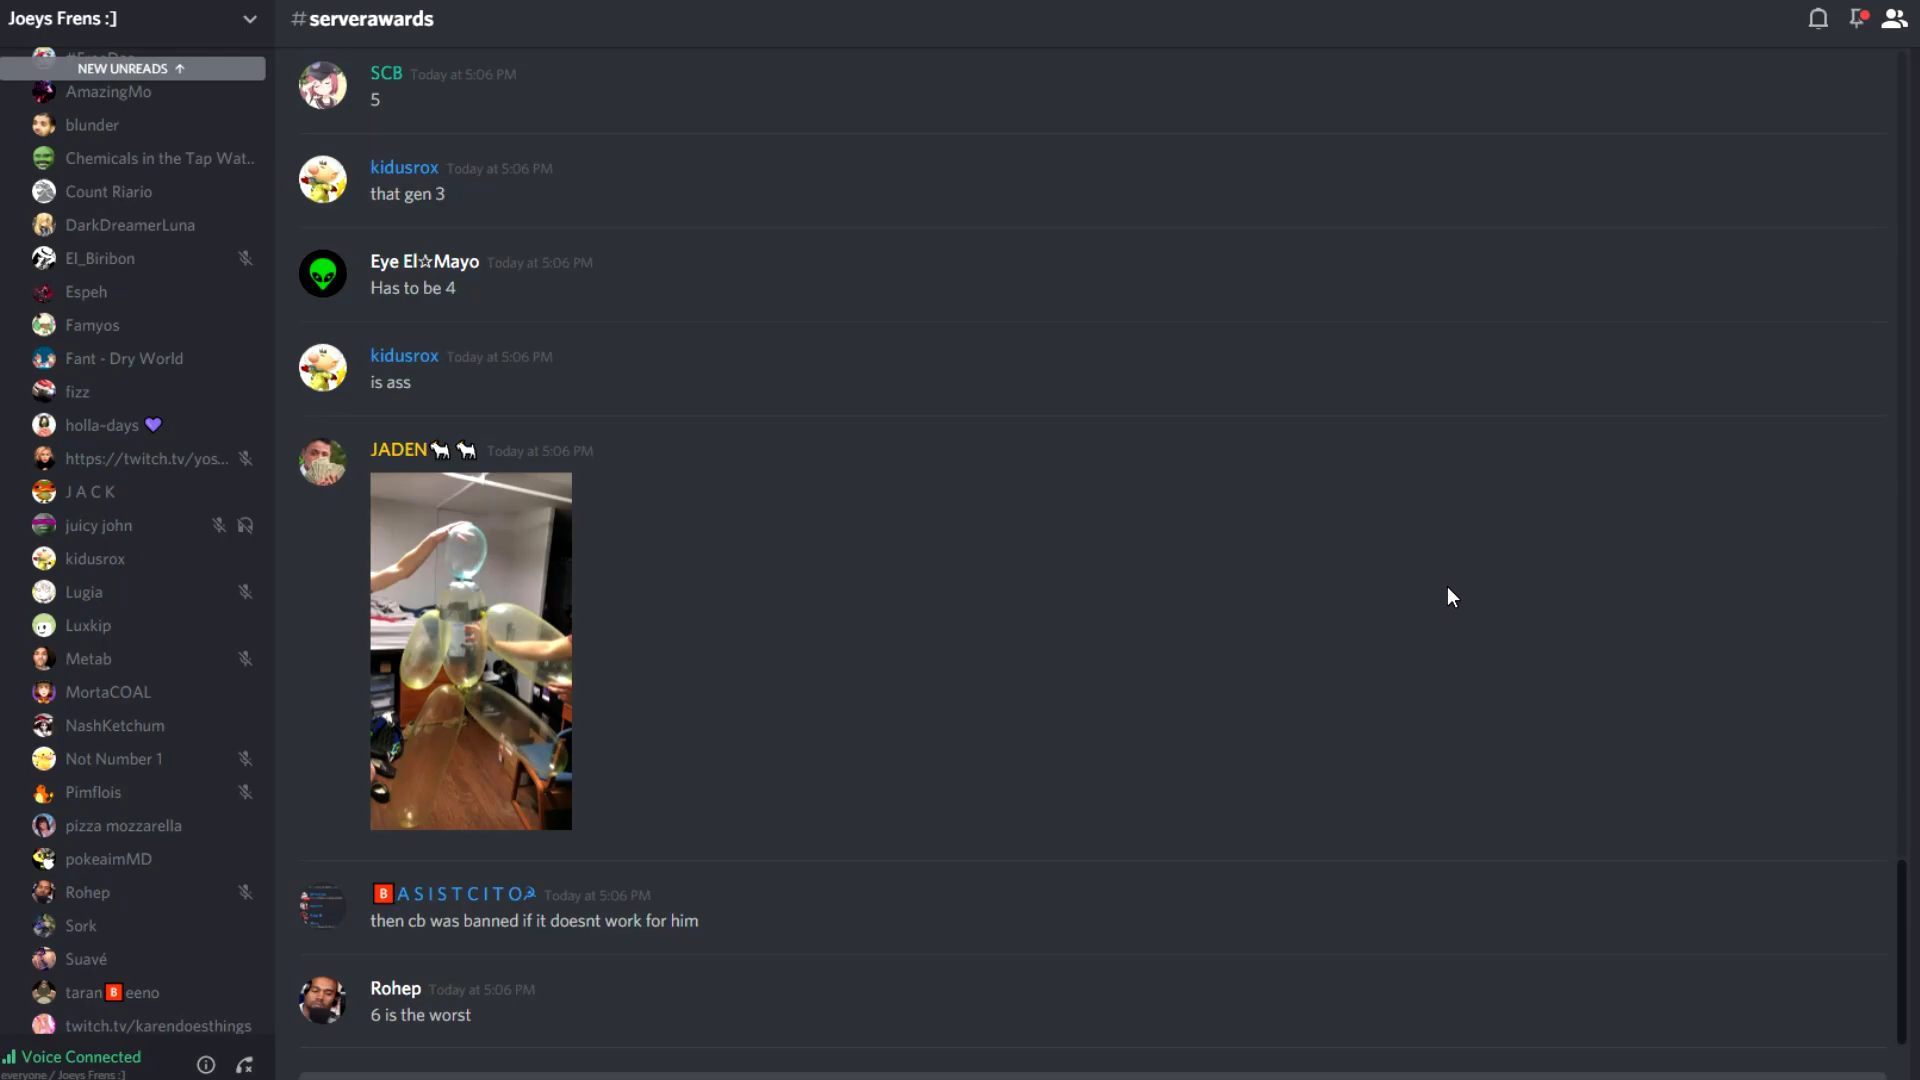 Joeys Frens :]
NEW UNREADS ↑
AmazingMo
blunder
Chemicals in the Tap Wat..
Count Riario
DarkDreamerLuna
El_Biribon
Espeh
Famyos
Fant - Dry World
fizz
holla-days 💜
https://twitch.tv/yos...
J A C K
juicy john
kidusrox
Lugia
Luxkip
Metab
MortaCOAL
NashKetchum
Not Number 1
Pimflois
pizza mozzarella
pokeaimMD
Rohep
Sork
Suavé
taran🅱eeno
twitch.tv/karendoesthings
Voice Connected
everyone / Joeys Frens :]
#serverawards
SCB Today at 5:06 PM
5
kidusrox Today at 5:06 PM
that gen 3
Eye El☆Mayo Today at 5:06 PM
Has to be 4
kidusrox Today at 5:06 PM
is ass
JADEN🐐🐐 Today at 5:06 PM
🅱A S I S T C I T O☭ Today at 5:06 PM
then cb was banned if it doesnt work for him
Rohep Today at 5:06 PM
6 is the worst